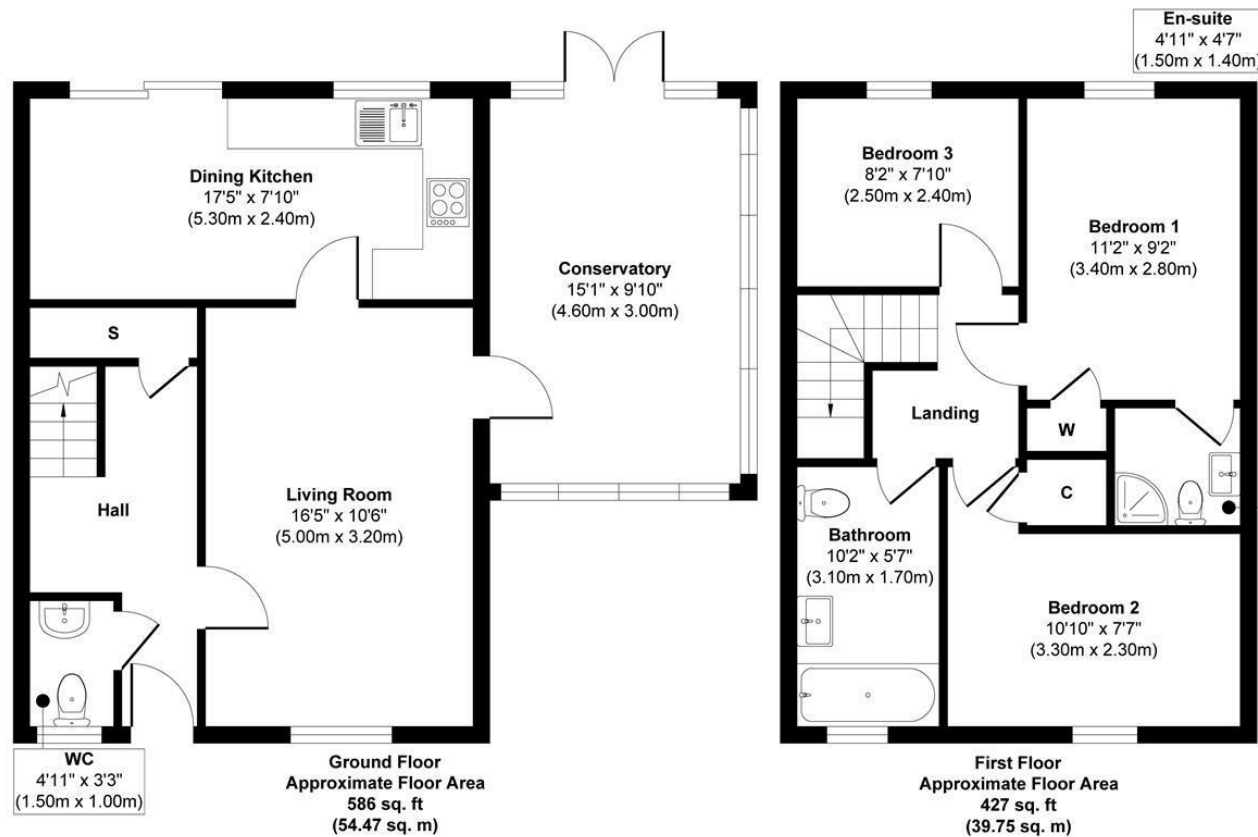 En-suite
4'11" x 4'7"
(1.50m x 1.40m)
Dining Kitchen
17'5" x 7'10"
(5.30m x 2.40m)
Conservatory
15'1" x 9'10"
(4.60m x 3.00m)
S
Hall
Living Room
16'5" x 10'6"
(5.00m x 3.20m)
WC
4'11" x 3'3"
(1.50m x 1.00m)
Ground Floor
Approximate Floor Area
586 sq. ft
(54.47 sq. m)
Bedroom 3
8'2" x 7'10"
(2.50m x 2.40m)
Bedroom 1
11'2" x 9'2"
(3.40m x 2.80m)
Landing
W
C
Bathroom
10'2" x 5'7"
(3.10m x 1.70m)
Bedroom 2
10'10" x 7'7"
(3.30m x 2.30m)
First Floor
Approximate Floor Area
427 sq. ft
(39.75 sq. m)